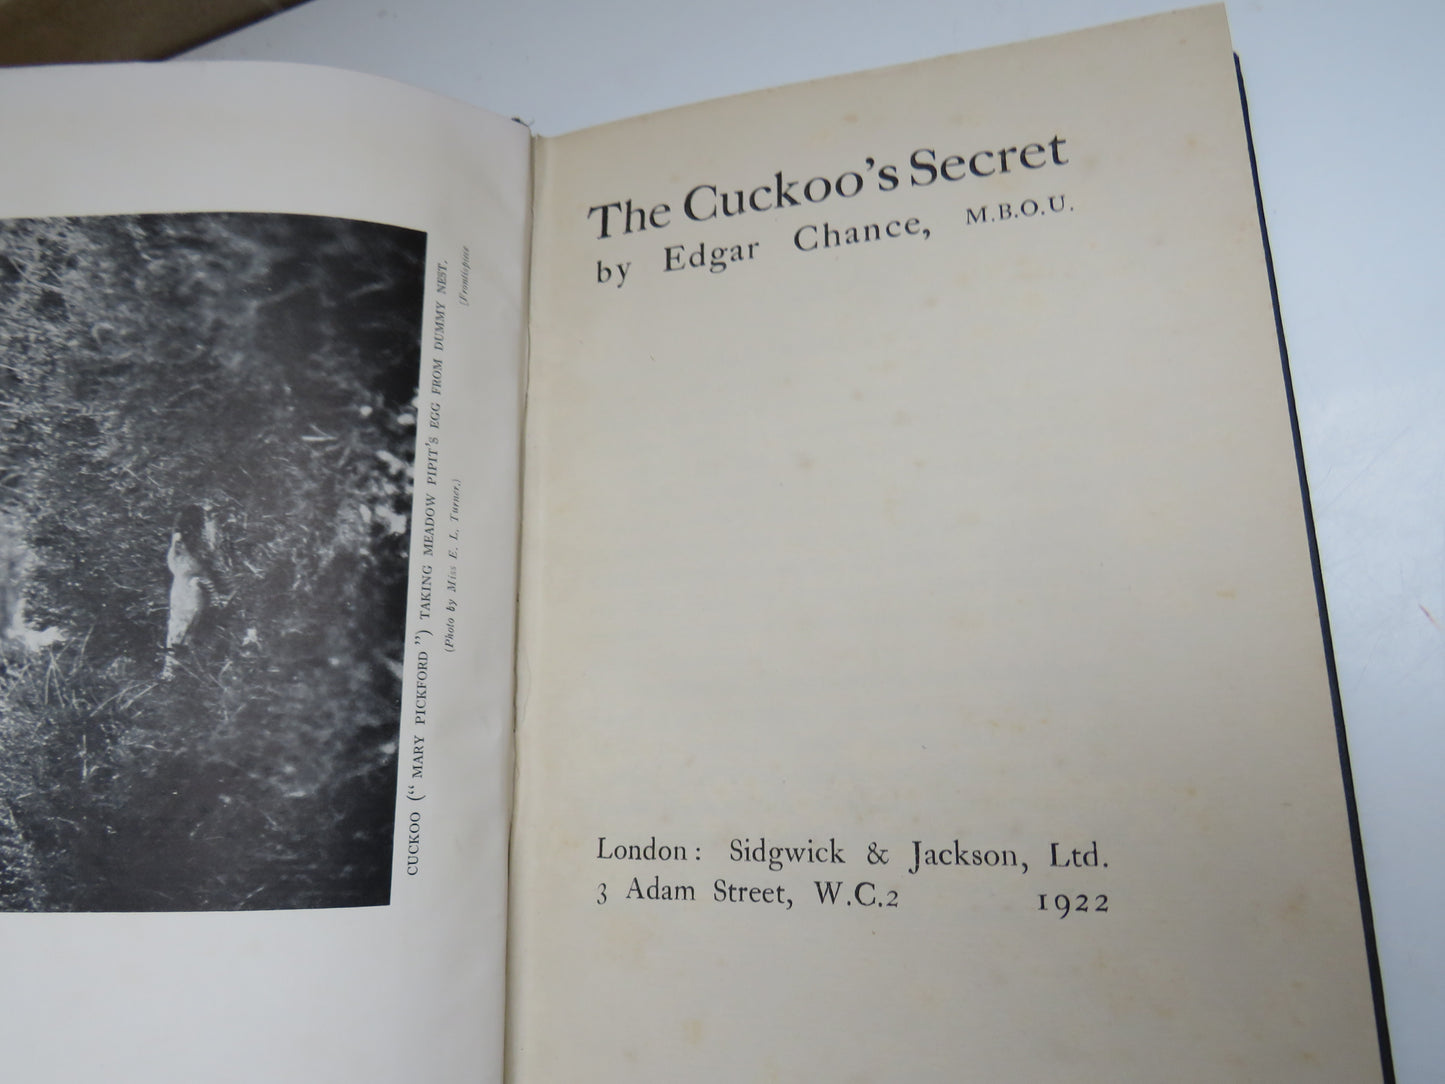 CUCKOO (“ MARY PICKFORD ”) TAKING MEADOW PIPIT'S EGG FROM DUMMY NEST.
(Photo by Miss E. L. Turner.)
[Frontispiece
The Cuckoo's Secret
by Edgar Chance, M.B.O.U.
London: Sidgwick & Jackson, Ltd.
3 Adam Street, W.C.2 1922